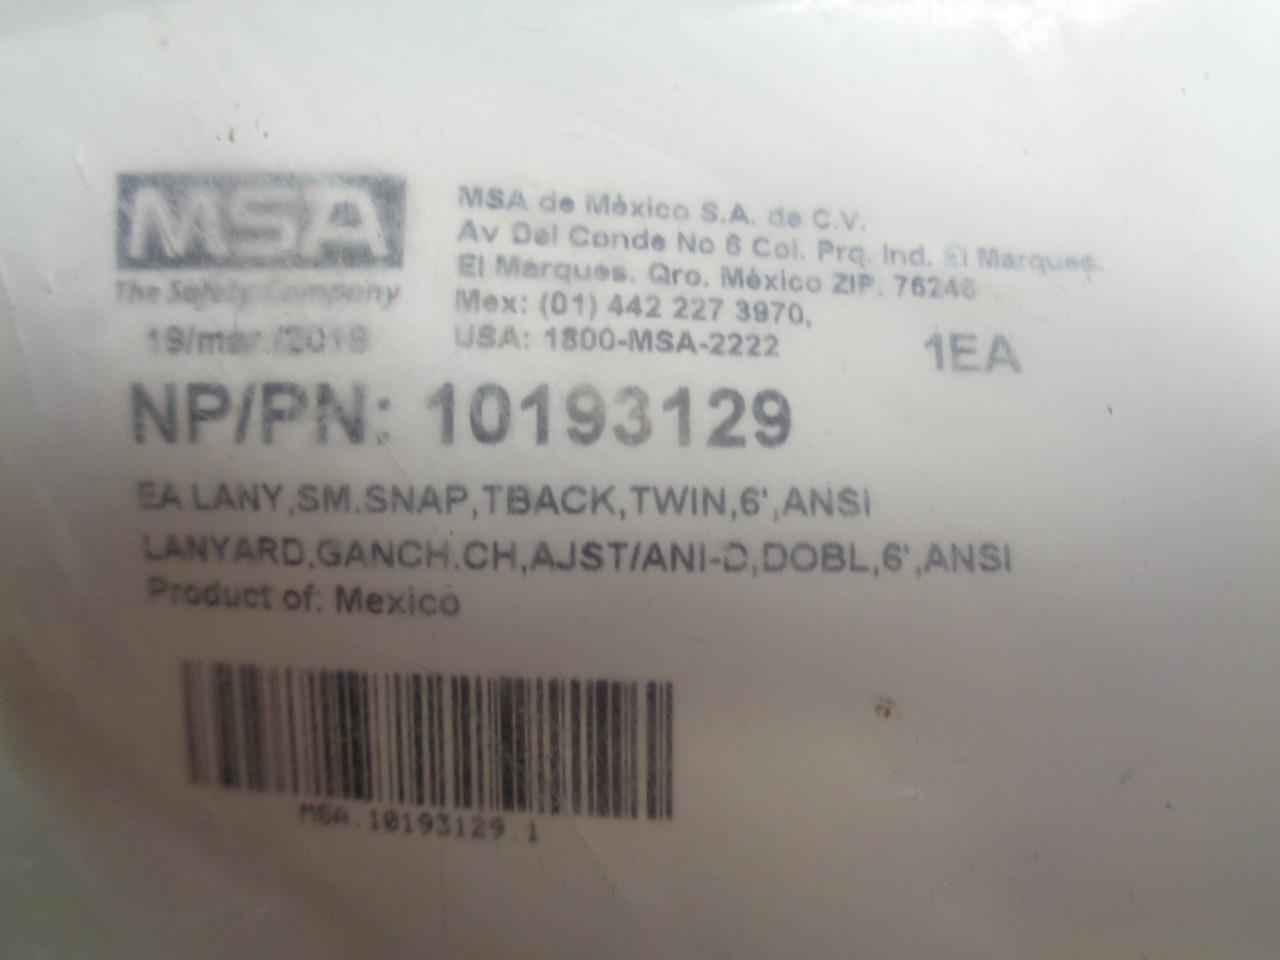 MSA
The Safety Company
19/mar./2019
MSA de México S.A. de C.V.
Av Del Conde No 6 Col. Prq. Ind. El Marques.
El Marques. Qro. México ZIP. 76246
Mex: (01) 442 227 3970,
USA: 1800-MSA-2222
1EA
NP/PN: 10193129
EA LANY,SM.SNAP,TBACK,TWIN,6',ANSI
LANYARD,GANCH.CH,AJST/ANI-D,DOBL,6',ANSI
Product of: Mexico
MSA.10193129.1